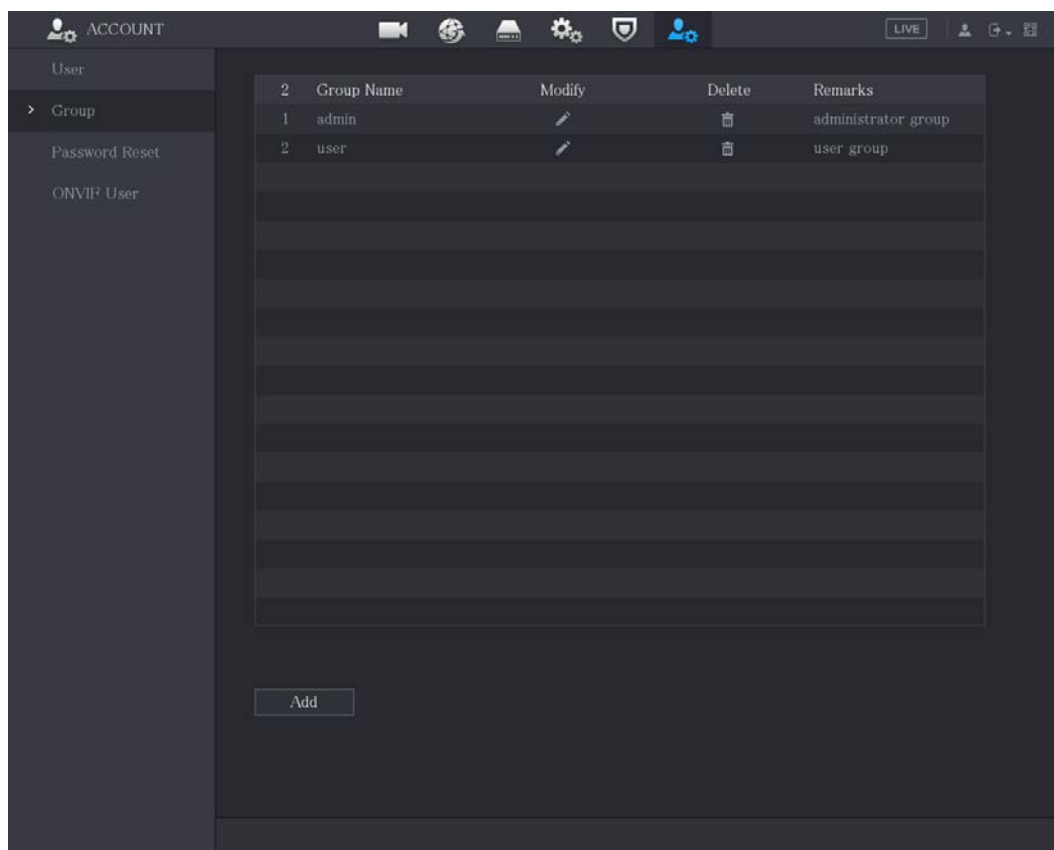 ACCOUNT LIVE
User
Group
Password Reset
ONVIF User
2 Group Name Modify Delete Remarks
1 admin administrator group
2 user user group
Add